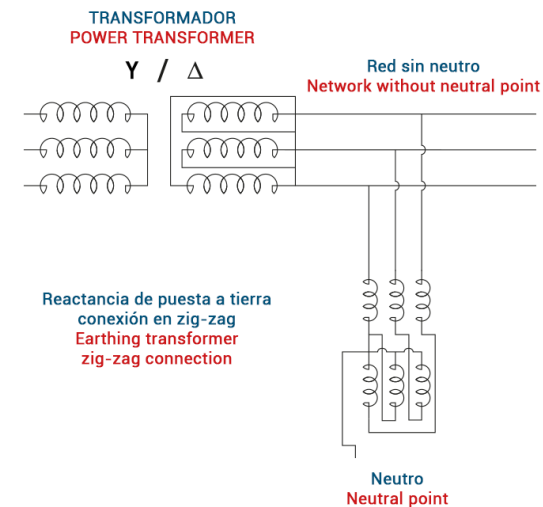 TRANSFORMADOR
POWER TRANSFORMER
Y / Δ
Red sin neutro
Network without neutral point
Reactancia de puesta a tierra
conexión en zig-zag
Earthing transformer
zig-zag connection
Neutro
Neutral point